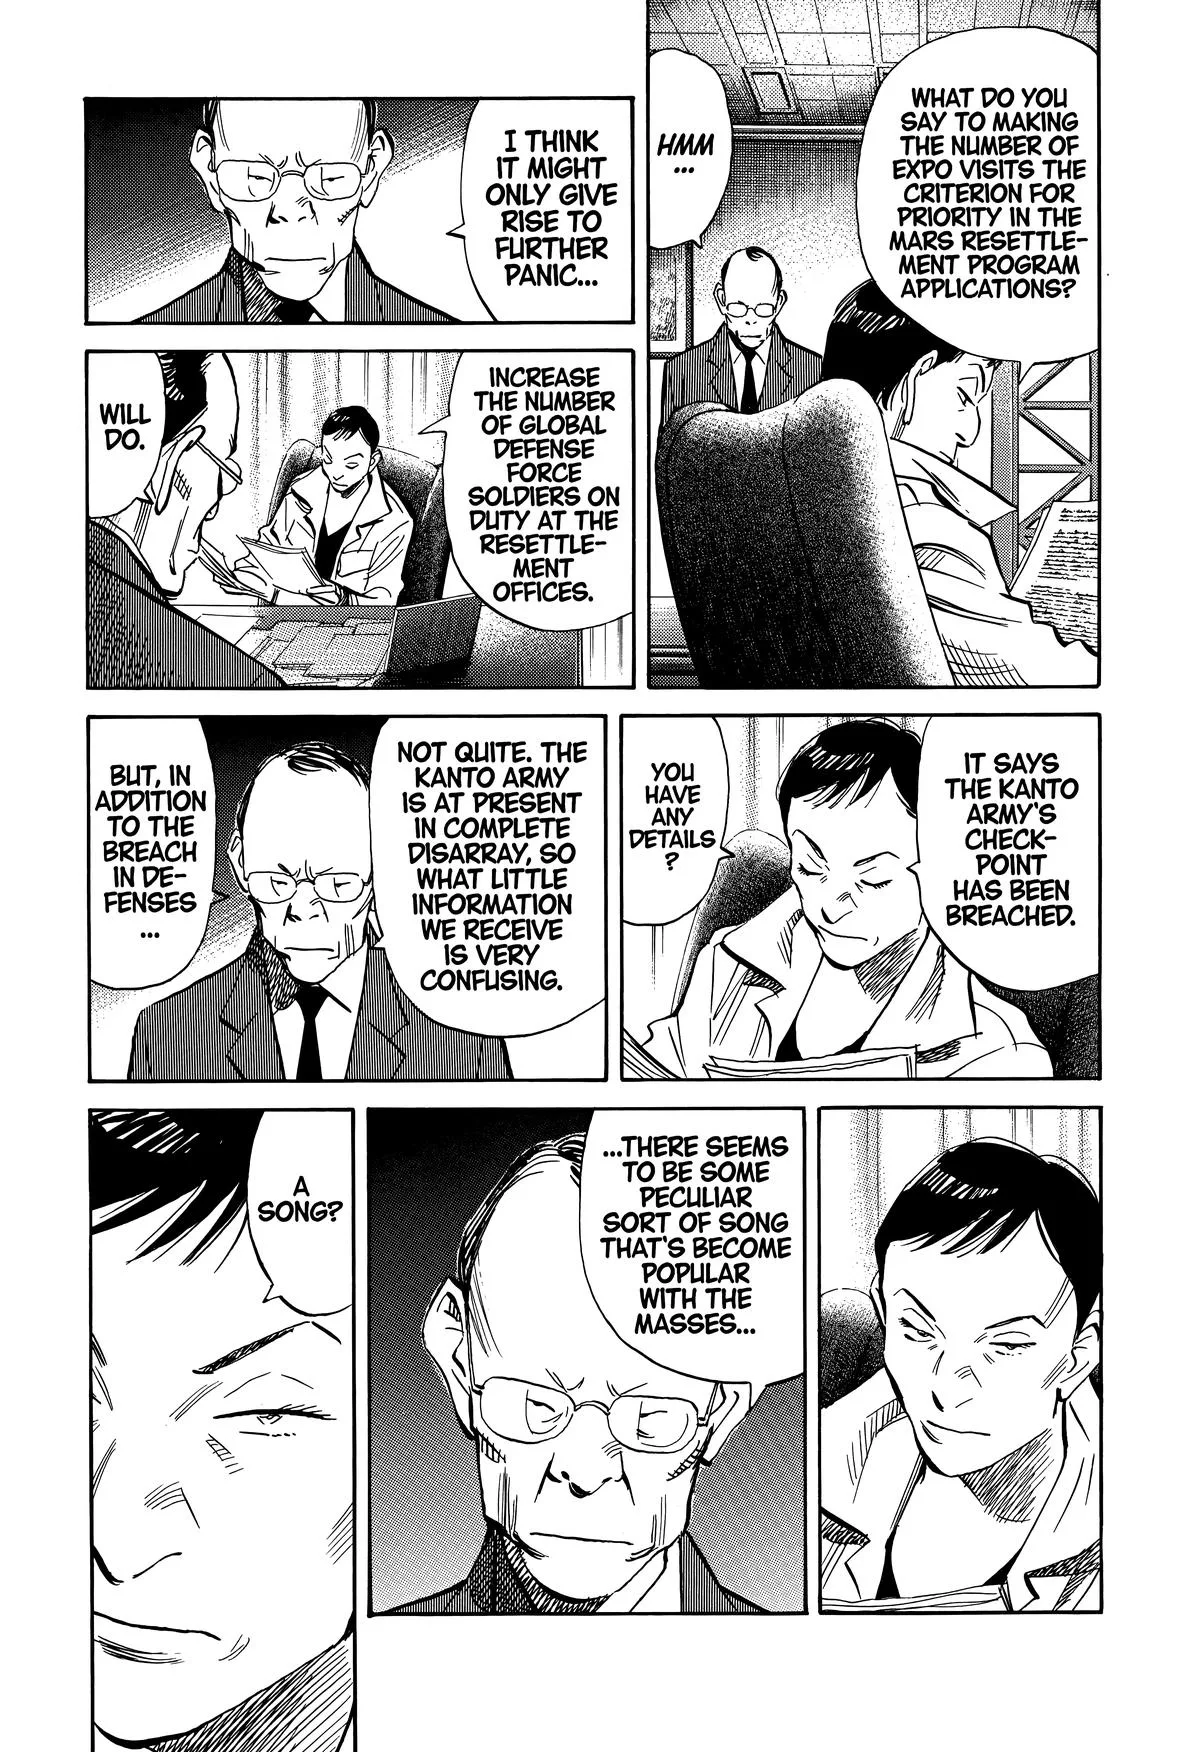 WHAT DO YOU
SAY TO MAKING
THE NUMBER OF
EXPO VISITS THE
CRITERION FOR
PRIORITY IN THE
MARS RESETTLE-
MENT PROGRAM
APPLICATIONS?
HMM
...
I THINK
IT MIGHT
ONLY GIVE
RISE TO
FURTHER
PANIC...
INCREASE
THE NUMBER
OF GLOBAL
DEFENSE
FORCE
SOLDIERS ON
DUTY AT THE
RESETTLE-
MENT
OFFICES.
WILL
DO.
IT SAYS
THE KANTO
ARMY'S
CHECK-
POINT
HAS BEEN
BREACHED.
YOU
HAVE
ANY
DETAILS
?
NOT QUITE. THE
KANTO ARMY
IS AT PRESENT
IN COMPLETE
DISARRAY, SO
WHAT LITTLE
INFORMATION
WE RECEIVE
IS VERY
CONFUSING.
BUT, IN
ADDITION
TO THE
BREACH
IN DE-
FENSES
...
...THERE SEEMS
TO BE SOME
PECULIAR
SORT OF SONG
THAT'S BECOME
POPULAR
WITH THE
MASSES...
A
SONG?